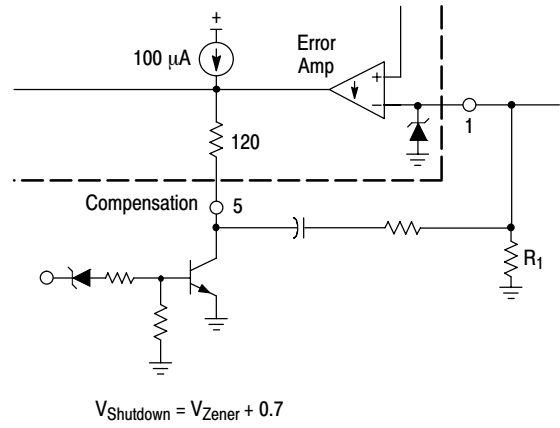 +
100 μA
Error
Amp
+
−
1
120
Compensation
5
R1
VShutdown = VZener + 0.7